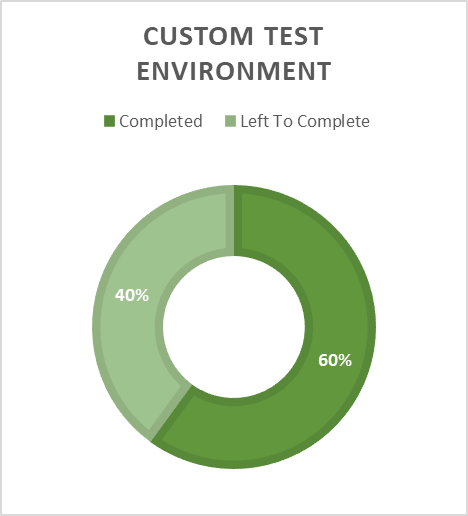 CUSTOM TEST
ENVIRONMENT
Completed Left To Complete
40%
60%